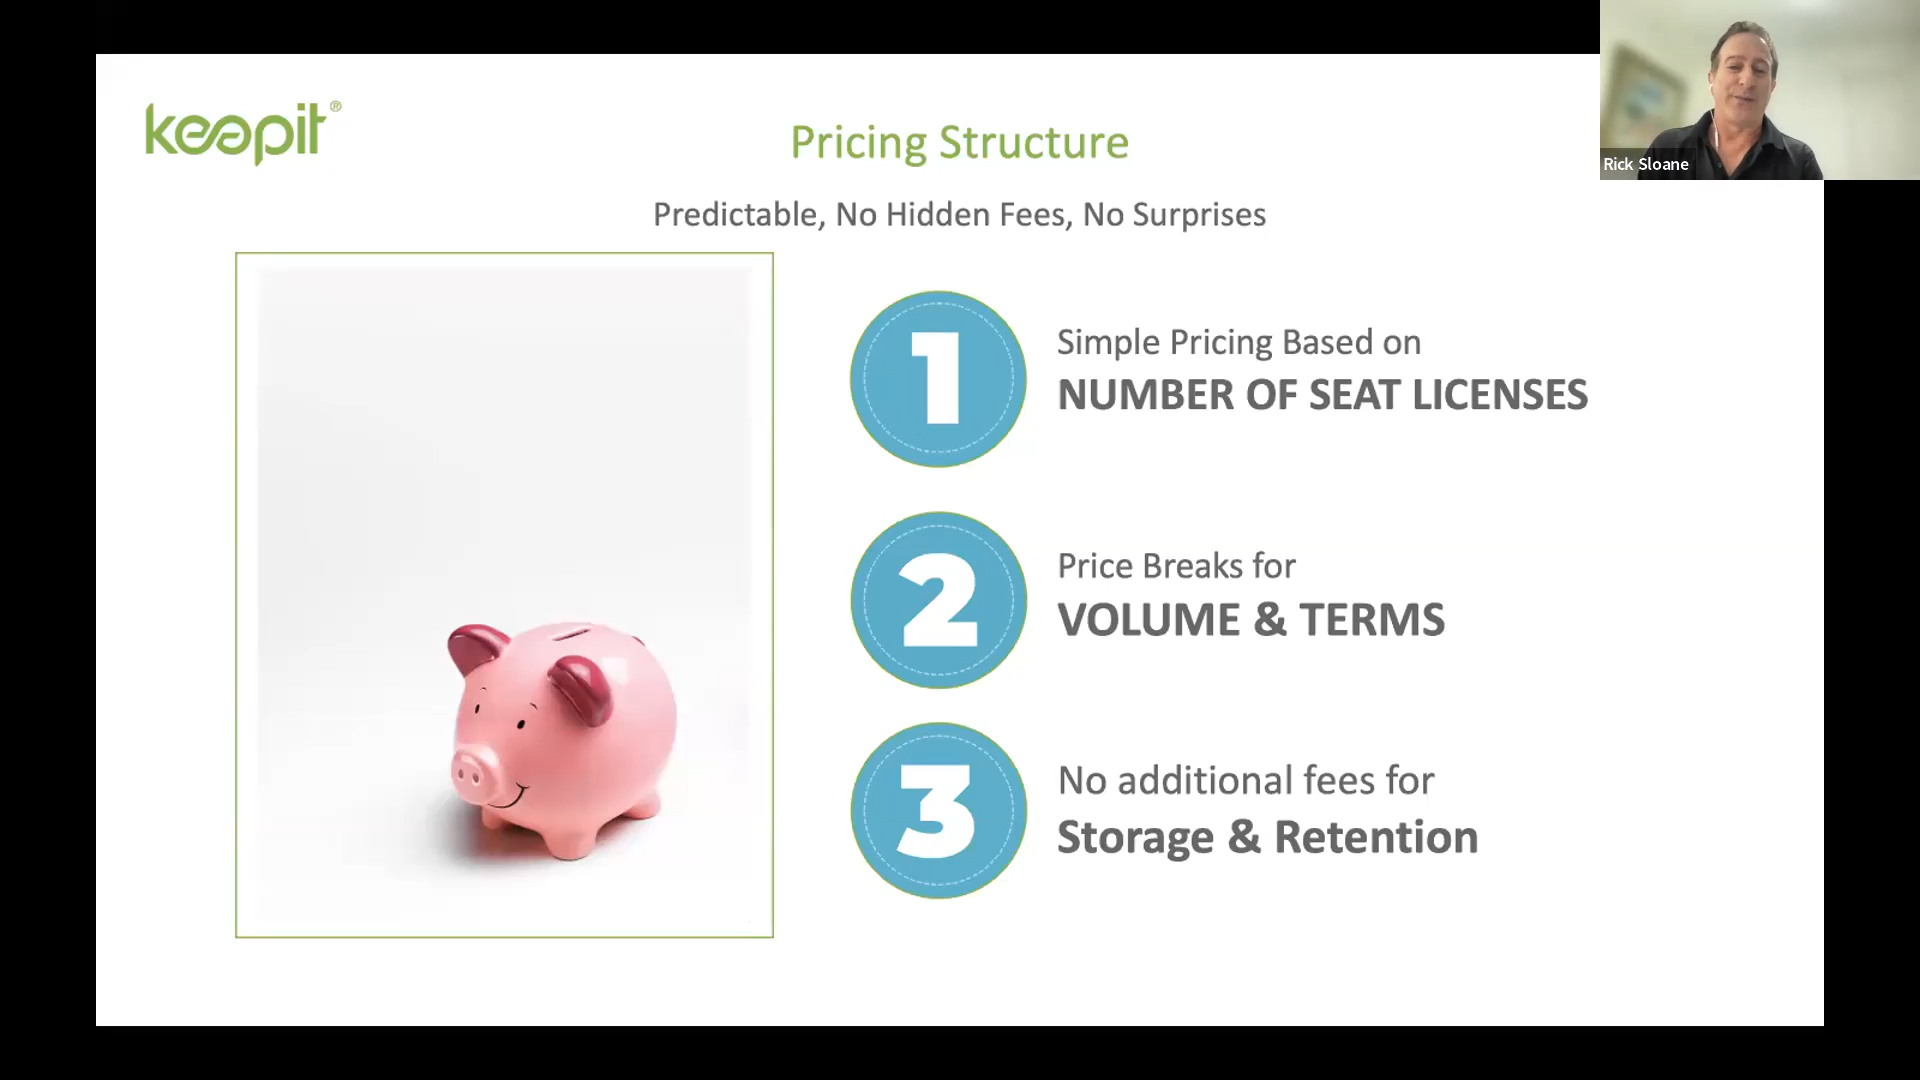 keepit®
Pricing Structure
Rick Sloane
Predictable, No Hidden Fees, No Surprises
1
Simple Pricing Based on
NUMBER OF SEAT LICENSES
2
Price Breaks for
VOLUME & TERMS
3
No additional fees for
Storage & Retention